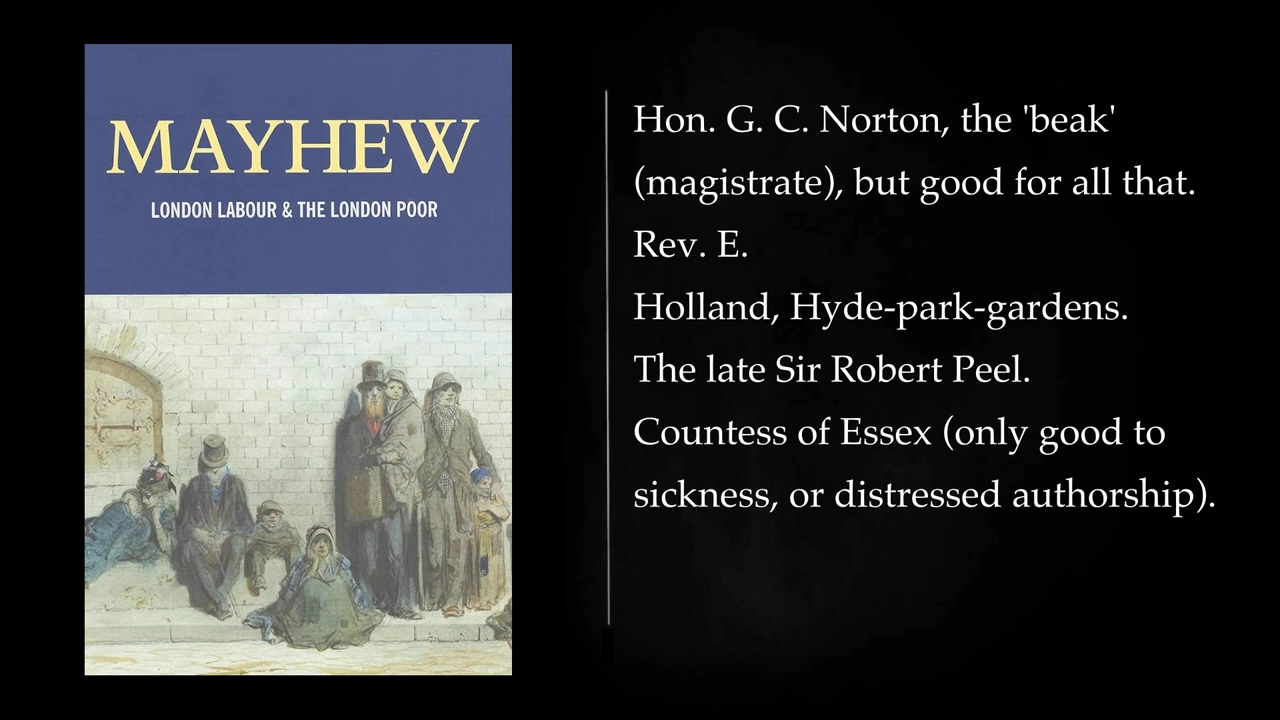 MAYHEW
LONDON LABOUR & THE LONDON POOR
Hon. G. C. Norton, the 'beak'
(magistrate), but good for all that.
Rev. E.
Holland, Hyde-park-gardens.
The late Sir Robert Peel.
Countess of Essex (only good to
sickness, or distressed authorship).